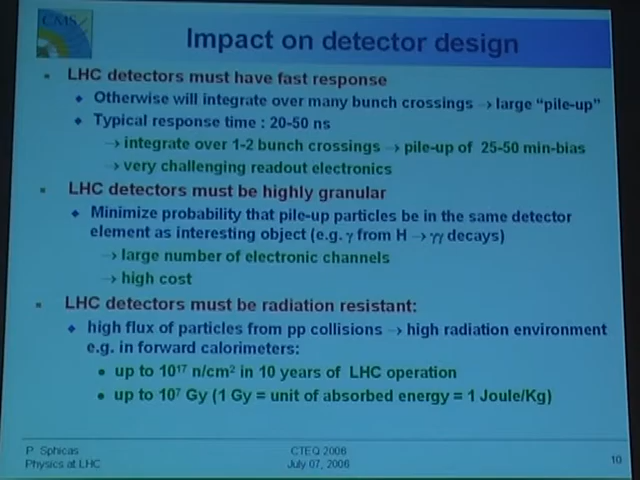 CMS
Impact on detector design
▪ LHC detectors must have fast response
◆ Otherwise will integrate over many bunch crossings → large “pile-up”
◆ Typical response time : 20-50 ns
→ integrate over 1-2 bunch crossings → pile-up of 25-50 min-bias
→ very challenging readout electronics
▪ LHC detectors must be highly granular
◆ Minimize probability that pile-up particles be in the same detector
element as interesting object (e.g. γ from H → γγ decays)
→ large number of electronic channels
→ high cost
▪ LHC detectors must be radiation resistant:
◆ high flux of particles from pp collisions → high radiation environment
e.g. in forward calorimeters:
• up to 10¹⁷ n/cm² in 10 years of LHC operation
• up to 10⁷ Gy (1 Gy = unit of absorbed energy = 1 Joule/Kg)
P. Sphicas
Physics at LHC
CTEQ 2006
July 07, 2006
10